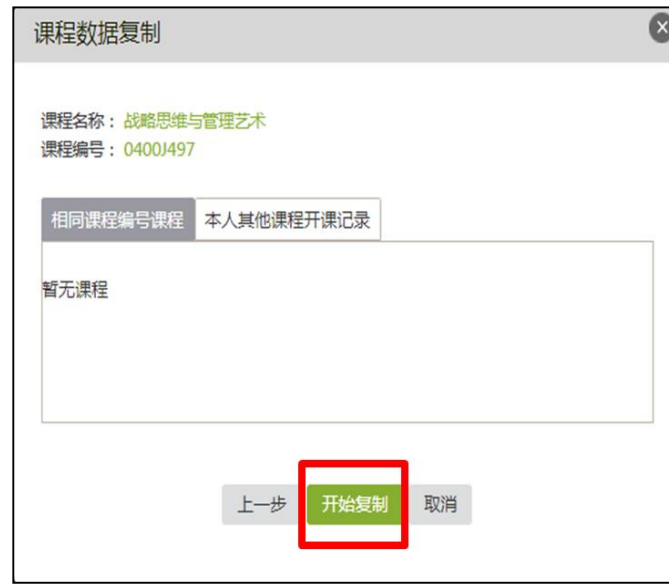 课程数据复制
课程名称：战略思维与管理艺术
课程编号：0400J497
相同课程编号课程 本人其他课程开课记录
暂无课程
上一步 开始复制 取消